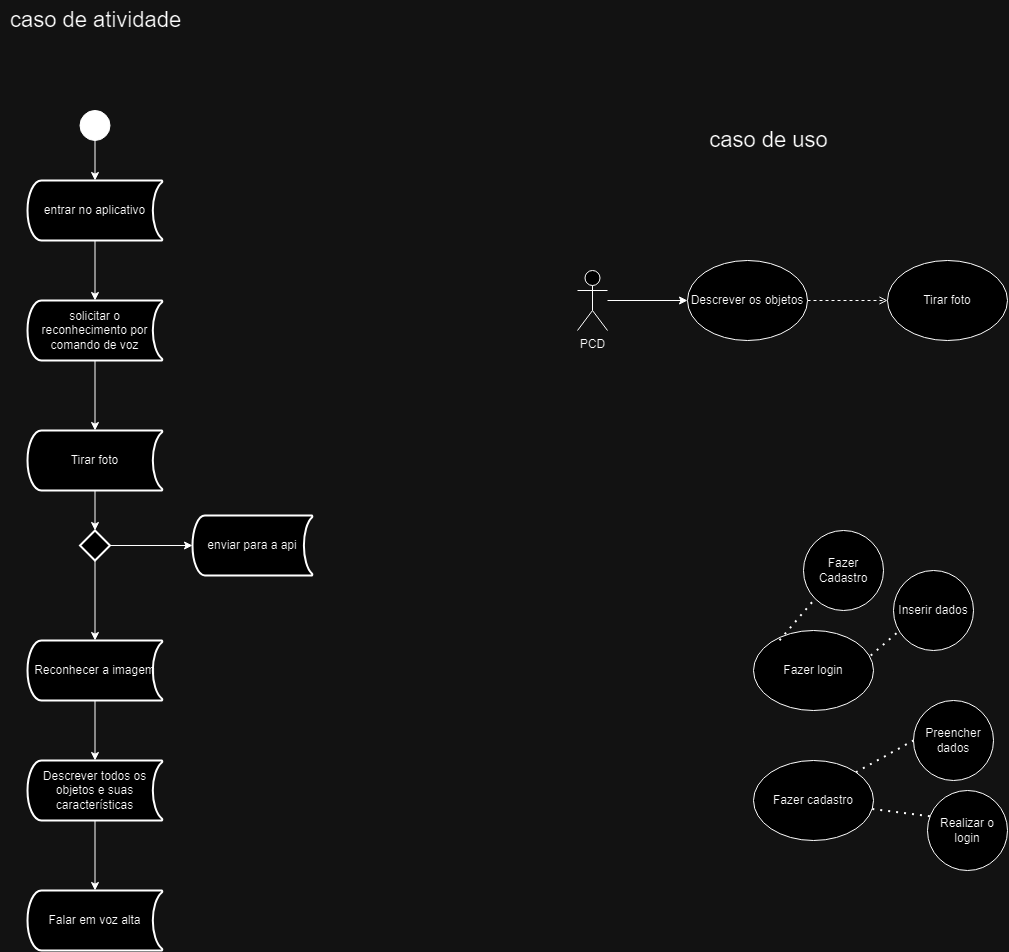 caso de atividade
entrar no aplicativo
solicitar o
reconhecimento por
comando de voz
Tirar foto
enviar para a api
Reconhecer a imagem
Descrever todos os
objetos e suas
característícas
Falar em voz alta
caso de uso
PCD
Descrever os objetos
Tirar foto
Fazer
Cadastro
Inserir dados
Fazer login
Preencher
dados
Fazer cadastro
Realizar o
login